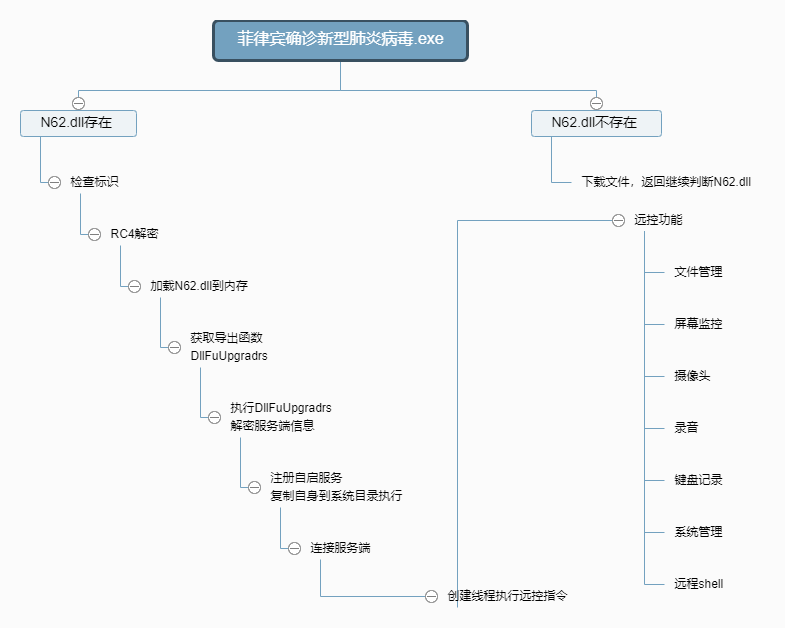 菲律宾确诊新型肺炎病毒.exe
N62.dll存在
检查标识
RC4解密
加载N62.dll到内存
获取导出函数
DllFuUpgradrs
执行DllFuUpgradrs
解密服务端信息
注册自启服务
复制自身到系统目录执行
连接服务端
创建线程执行远控指令
N62.dll不存在
下载文件，返回继续判断N62.dll
远控功能
文件管理
屏幕监控
摄像头
录音
键盘记录
系统管理
远程shell